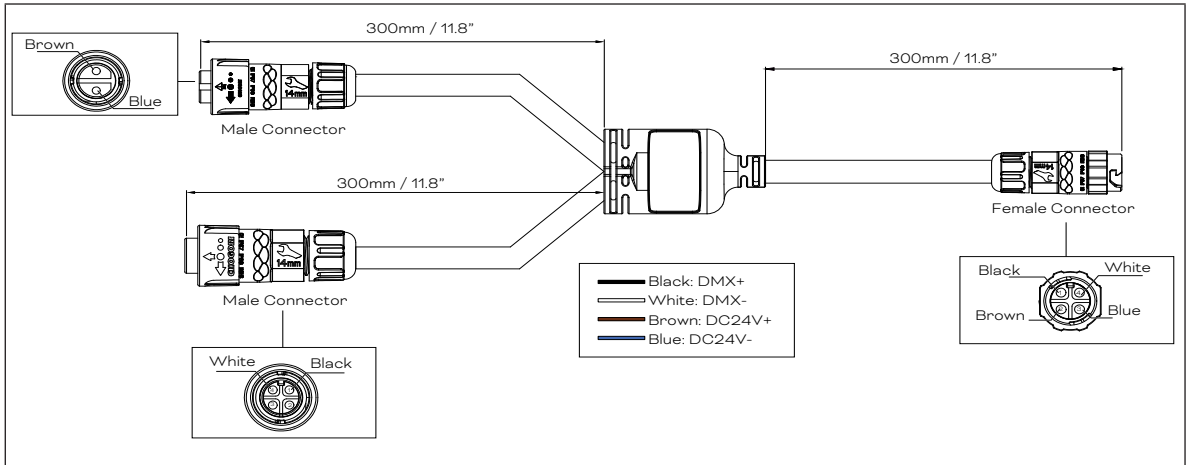 300mm / 11.8"
300mm / 11.8"
Brown
Blue
14mm
Male Connector
300mm / 11.8"
14mm
Female Connector
14mm
Male Connector
Black: DMX+
White: DMX-
Brown: DC24V+
Blue: DC24V-
Black
White
Brown
Blue
White
Black